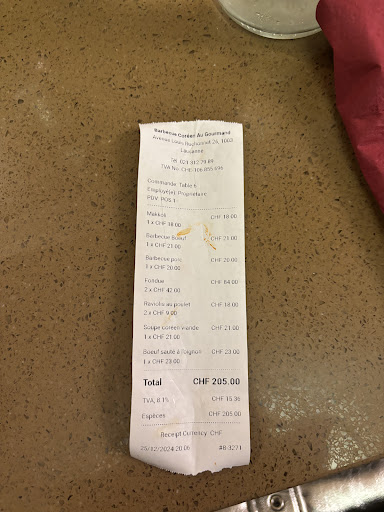 Barbecue Coréen Au Gourmand
Avenue Louis Ruchonnet 26, 1003
Lausanne
Tel. 021 312 79 89
TVA No. CHE-106 055 696
Commande: Table 6
Employé(e): Propriétaire
PDV: POS 1
Makkoli CHF 18.00
1 x CHF 18.00
Barbecue Boeuf CHF 21.00
1 x CHF 21.00
Barbecue porc CHF 20.00
1 x CHF 20.00
Fondue CHF 84.00
2 x CHF 42.00
Raviolis au poulet CHF 18.00
2 x CHF 9.00
Soupe coréen viande CHF 21.00
1 x CHF 21.00
Boeuf sauté à l'oignon CHF 23.00
1 x CHF 23.00
Total CHF 205.00
TVA, 8.1% CHF 15.36
Espèces CHF 205.00
Receipt Currency: CHF
25/12/2024 20:06 #8-3271